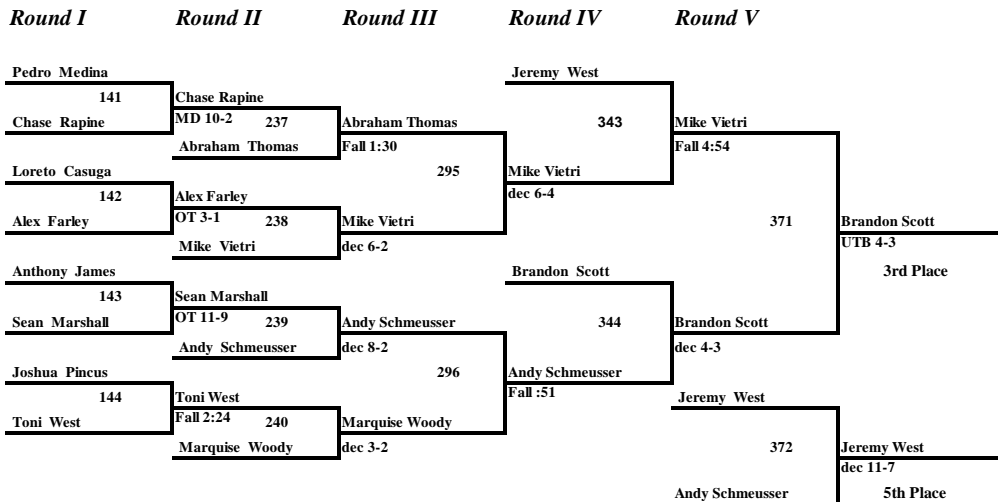 Round I Round II Round III Round IV Round V
Pedro Medina Jeremy West
141 Chase Rapine
Chase Rapine MD 10-2 237 Abraham Thomas 343 Mike Vietri
Abraham Thomas Fall 1:30 Fall 4:54
Loreto Casuga 295 Mike Vietri
142 Alex Farley dec 6-4
Alex Farley OT 3-1 238 Mike Vietri 371 Brandon Scott
Mike Vietri dec 6-2 UTB 4-3
Anthony James Brandon Scott 3rd Place
143 Sean Marshall
Sean Marshall OT 11-9 239 Andy Schmeusser 344 Brandon Scott
Andy Schmeusser dec 8-2 dec 4-3
Joshua Pincus 296 Andy Schmeusser
144 Toni West Fall :51 Jeremy West
Toni West Fall 2:24 240 Marquise Woody
Marquise Woody dec 3-2 372 Jeremy West
dec 11-7
Andy Schmeusser 5th Place